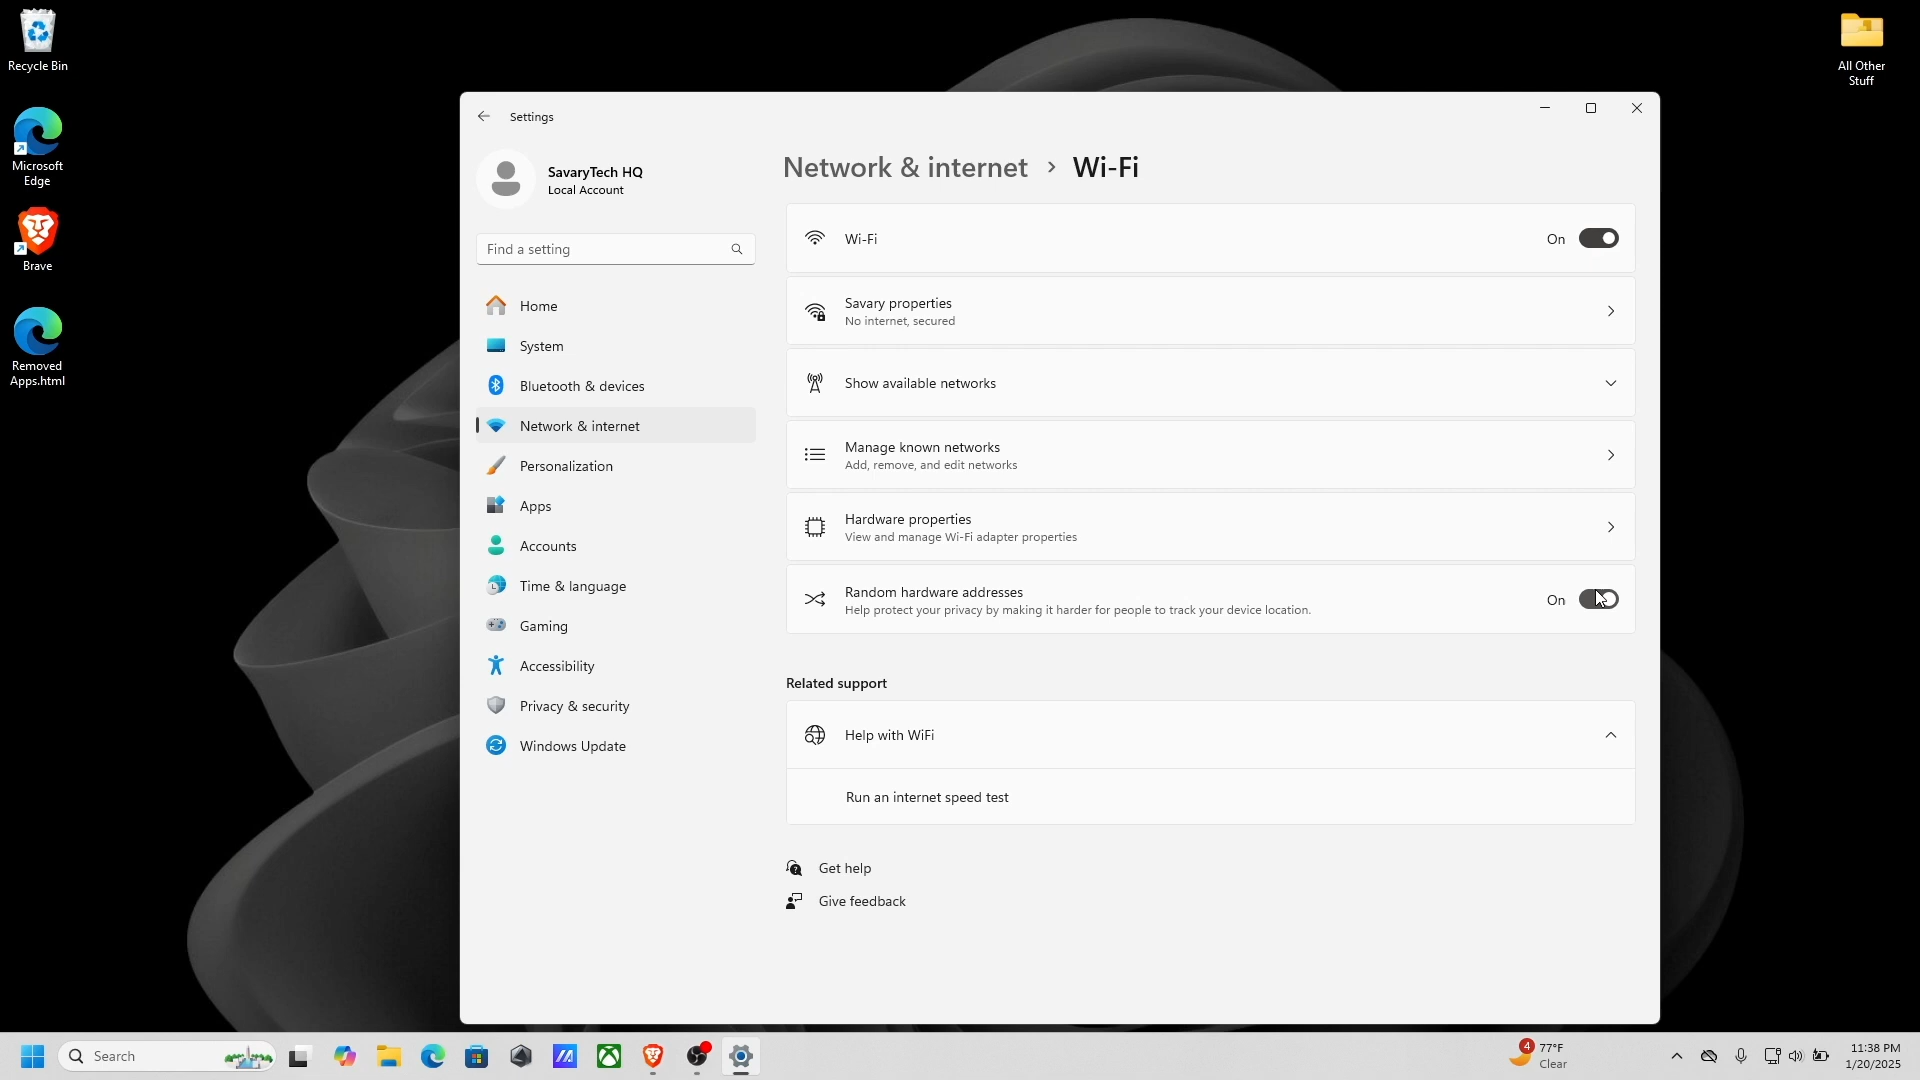 Recycle Bin
Microsoft
Edge
Brave
Removed
Apps.html
All Other
Stuff
Settings
SavaryTech HQ
Local Account
Find a setting
Home
System
Bluetooth & devices
Network & internet
Personalization
Apps
Accounts
Time & language
Gaming
Accessibility
Privacy & security
Windows Update
Network & internet › Wi-Fi
Wi-Fi
On
Savary properties
No internet, secured
Show available networks
Manage known networks
Add, remove, and edit networks
Hardware properties
View and manage Wi-Fi adapter properties
Random hardware addresses
Help protect your privacy by making it harder for people to track your device location.
On
Related support
Help with WiFi
Run an internet speed test
Get help
Give feedback
Search
4
77°F
Clear
11:38 PM
1/20/2025